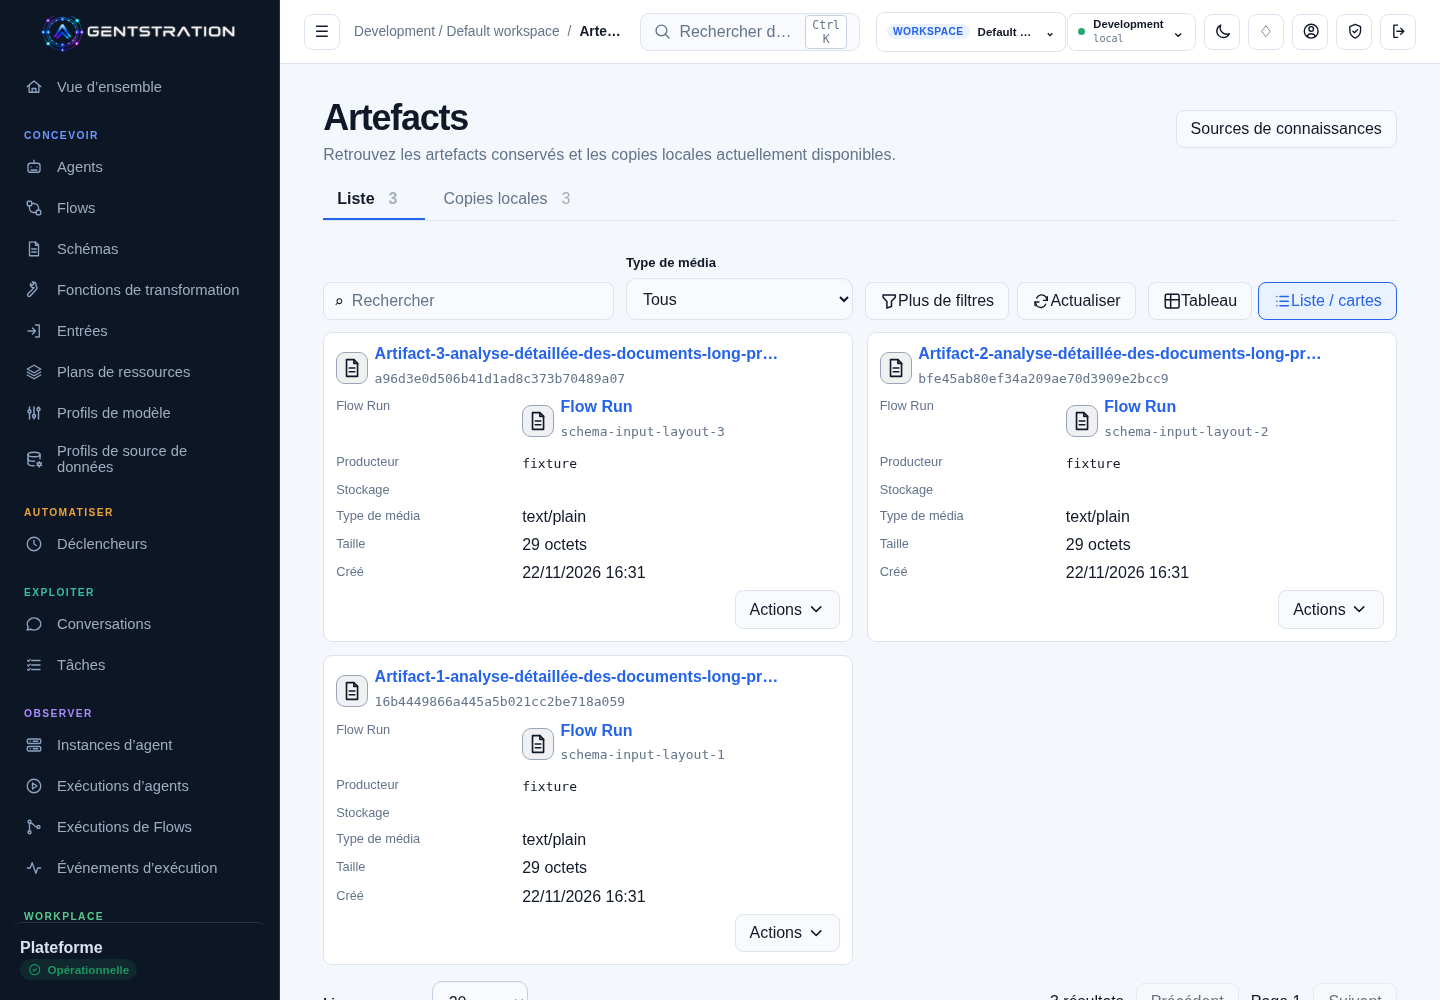 GENTSTRATION
Vue d’ensemble
CONCEVOIR
Agents
Flows
Schémas
Fonctions de transformation
Entrées
Plans de ressources
Profils de modèle
Profils de source de
données
AUTOMATISER
Déclencheurs
EXPLOITER
Conversations
Tâches
OBSERVER
Instances d’agent
Exécutions d’agents
Exécutions de Flows
Événements d’exécution
WORKPLACE
Plateforme
Opérationnelle
Development / Default workspace / Arte…
Rechercher d…
Ctrl
K
WORKSPACE Default …
Development
local
Artefacts
Retrouvez les artefacts conservés et les copies locales actuellement disponibles.
Sources de connaissances
Liste 3
Copies locales 3
Type de média
Rechercher
Tous
Plus de filtres
Actualiser
Tableau
Liste / cartes
Artifact-3-analyse-détaillée-des-documents-long-pr…
a96d3e0d506b41d1ad8c373b70489a07
Flow Run
Flow Run
schema-input-layout-3
Producteur fixture
Stockage
Type de média text/plain
Taille 29 octets
Créé 22/11/2026 16:31
Actions
Artifact-2-analyse-détaillée-des-documents-long-pr…
bfe45ab80ef34a209ae70d3909e2bcc9
Flow Run
Flow Run
schema-input-layout-2
Producteur fixture
Stockage
Type de média text/plain
Taille 29 octets
Créé 22/11/2026 16:31
Actions
Artifact-1-analyse-détaillée-des-documents-long-pr…
16b4449866a445a5b021cc2be718a059
Flow Run
Flow Run
schema-input-layout-1
Producteur fixture
Stockage
Type de média text/plain
Taille 29 octets
Créé 22/11/2026 16:31
Actions
20
3 résultats
Précédent
Page 1
Suivant